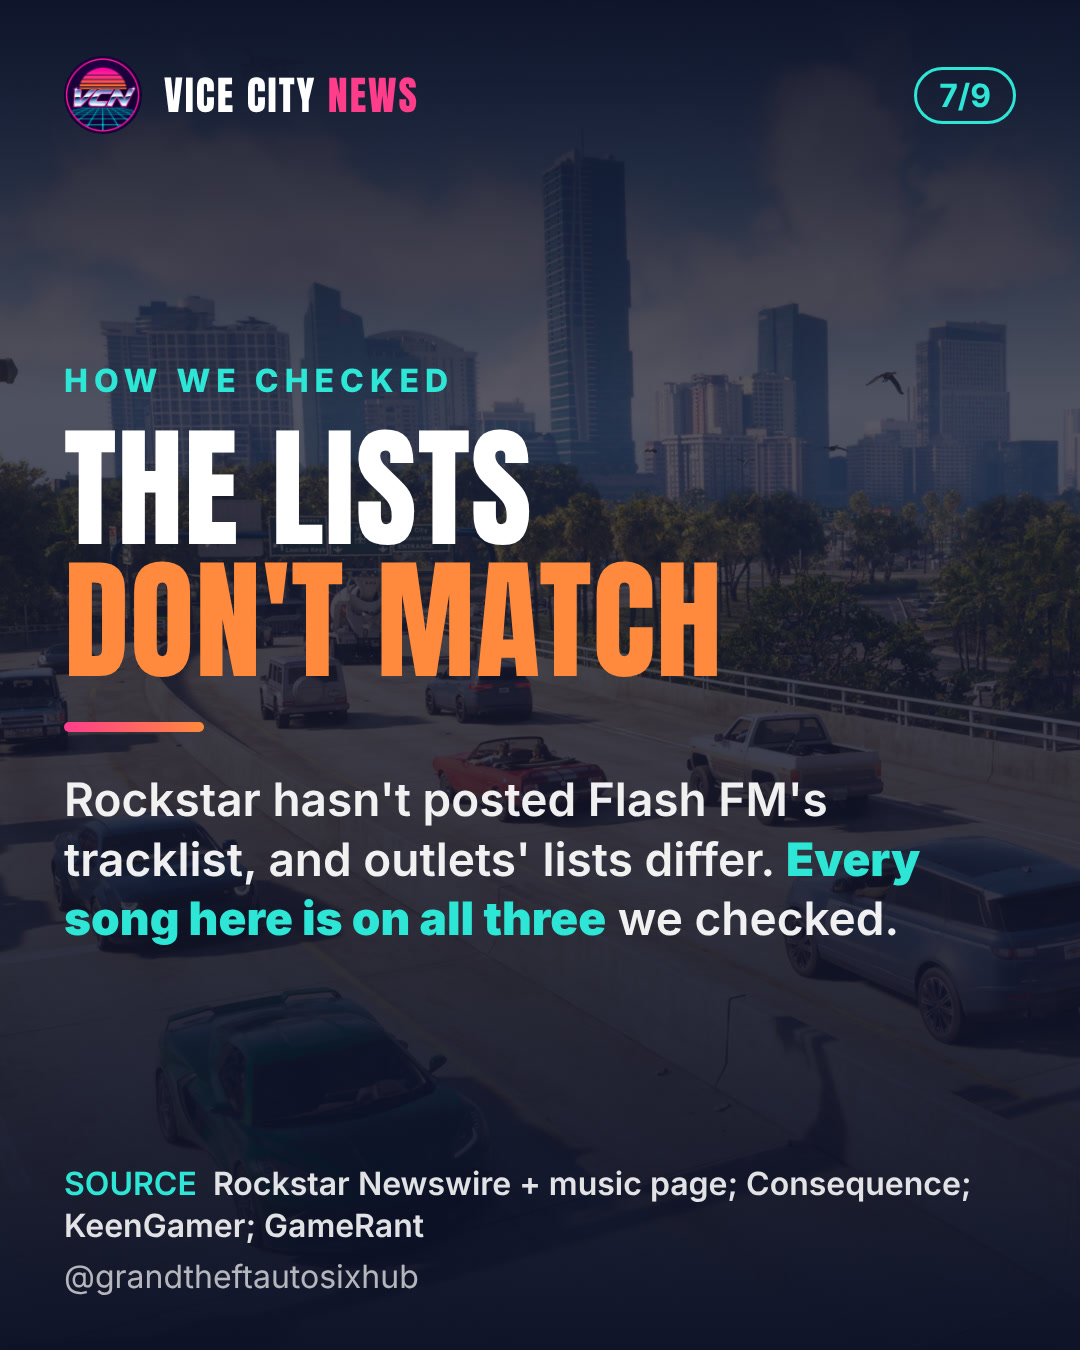 VCN
VICE CITY NEWS
7/9
HOW WE CHECKED
THE LISTS
DON'T MATCH
Rockstar hasn't posted Flash FM's
tracklist, and outlets' lists differ. Every
song here is on all three we checked.
SOURCE Rockstar Newswire + music page; Consequence;
KeenGamer; GameRant
@grandtheftautosixhub